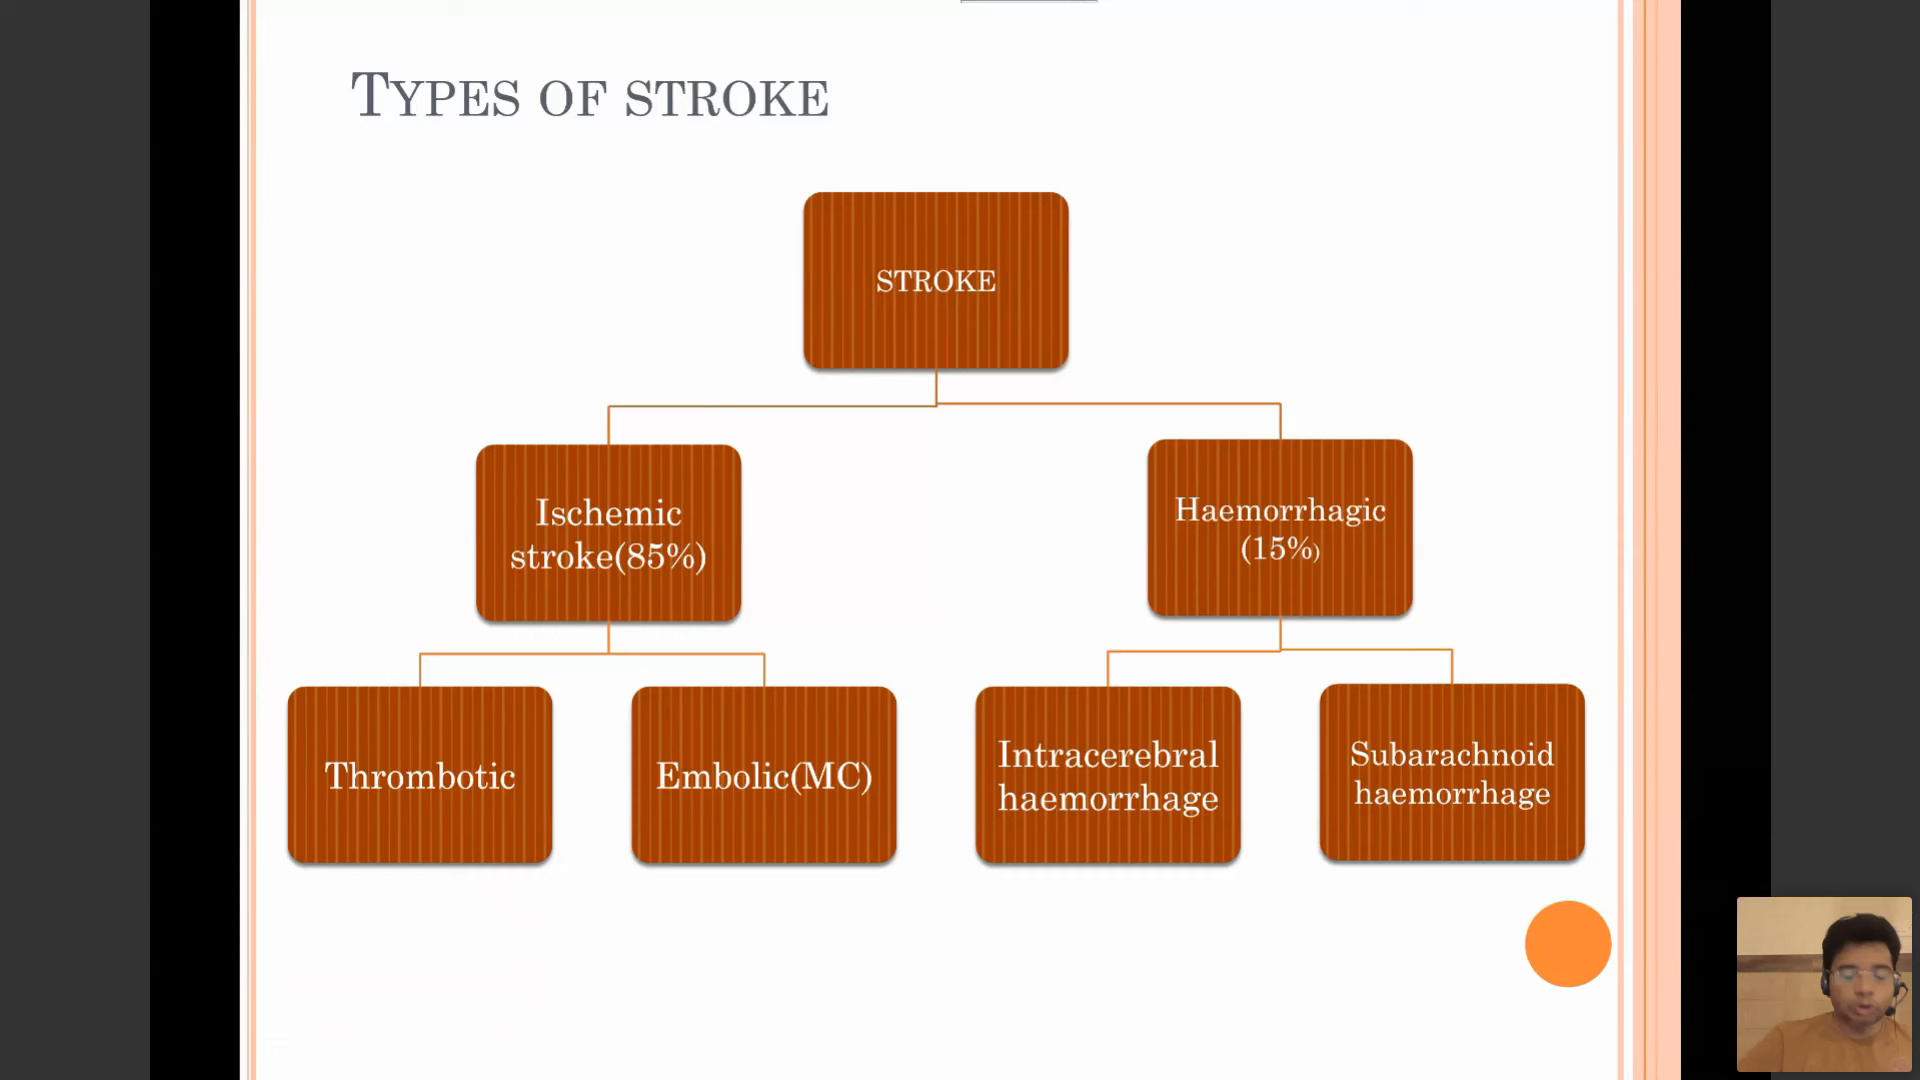 TYPES OF STROKE
STROKE
Ischemic
stroke(85%)
Haemorrhagic
(15%)
Thrombotic
Embolic(MC)
Intracerebral
haemorrhage
Subarachnoid
haemorrhage